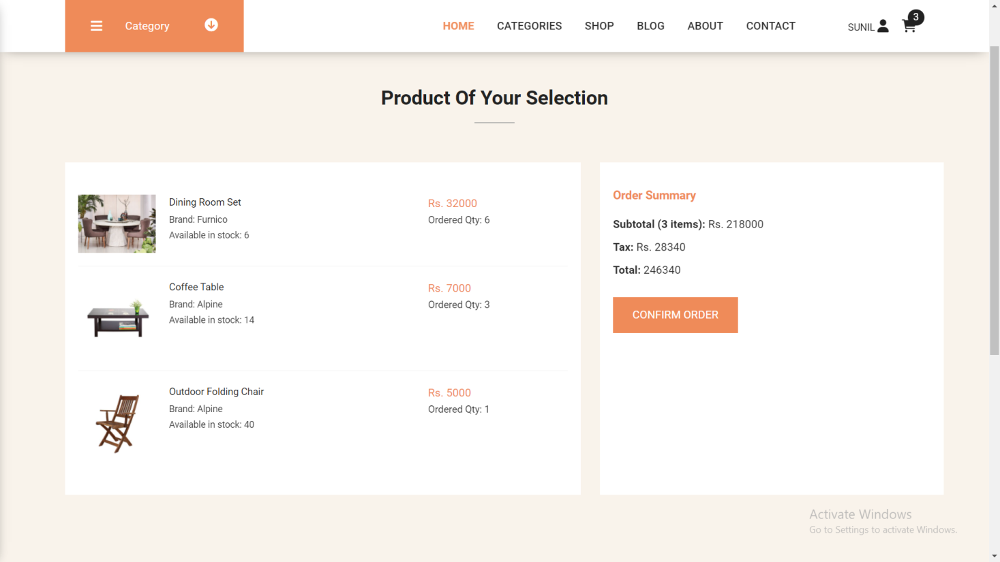 Category
HOME CATEGORIES SHOP BLOG ABOUT CONTACT
SUNIL
3
Product Of Your Selection
Dining Room Set
Brand: Furnico
Available in stock: 6
Rs. 32000
Ordered Qty: 6
Coffee Table
Brand: Alpine
Available in stock: 14
Rs. 7000
Ordered Qty: 3
Outdoor Folding Chair
Brand: Alpine
Available in stock: 40
Rs. 5000
Ordered Qty: 1
Order Summary
Subtotal (3 items): Rs. 218000
Tax: Rs. 28340
Total: 246340
CONFIRM ORDER
Activate Windows
Go to Settings to activate Windows.